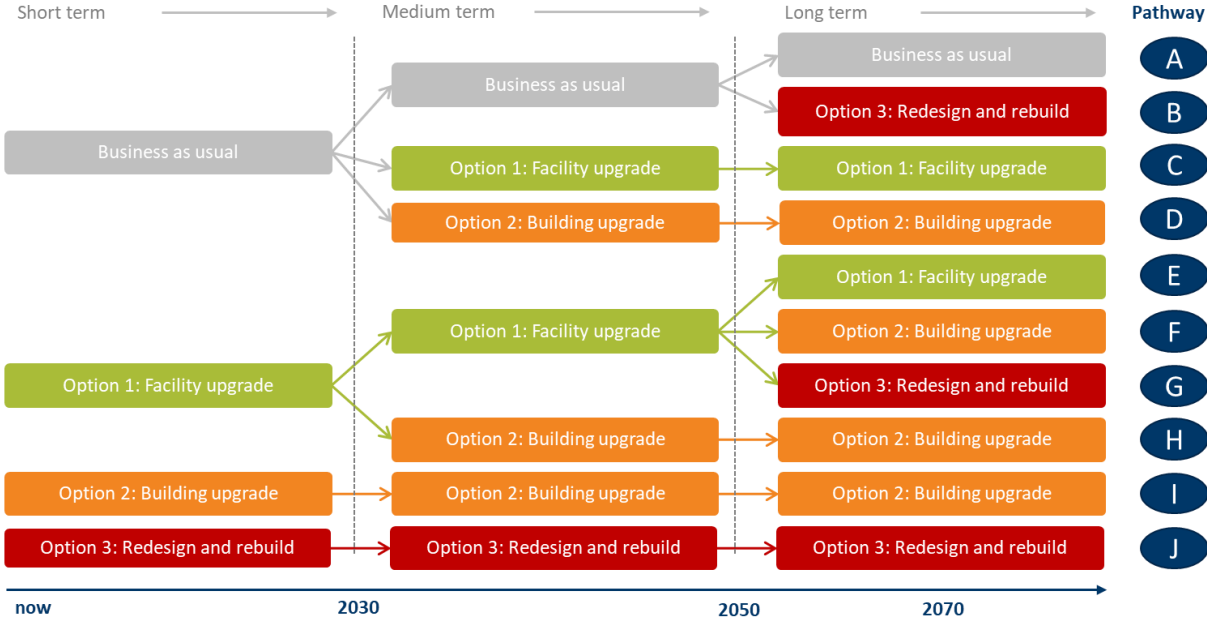 Short term
Medium term
Long term
Pathway
Business as usual
A
Business as usual
Option 3: Redesign and rebuild
B
Business as usual
Option 1: Facility upgrade
Option 1: Facility upgrade
C
Option 2: Building upgrade
Option 2: Building upgrade
D
Option 1: Facility upgrade
E
Option 1: Facility upgrade
Option 2: Building upgrade
F
Option 1: Facility upgrade
Option 3: Redesign and rebuild
G
Option 2: Building upgrade
Option 2: Building upgrade
H
Option 2: Building upgrade
Option 2: Building upgrade
Option 2: Building upgrade
I
Option 3: Redesign and rebuild
Option 3: Redesign and rebuild
Option 3: Redesign and rebuild
J
now
2030
2050
2070